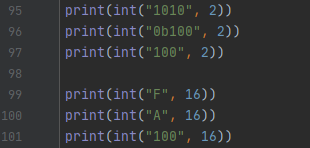 95 print(int("1010", 2))
96 print(int("0b100", 2))
97 print(int("100", 2))
98
99 print(int("F", 16))
100 print(int("A", 16))
101 print(int("100", 16))